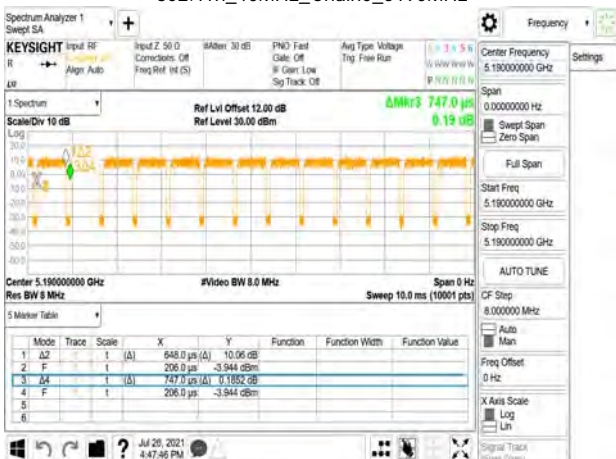 Spectrum Analyzer 1
Swept SA
+
Frequency
KEYSIGHT
Input: RF
Align: Auto
Input Z: 50 Ω
Corrections: Off
Freq Ref: Int (S)
#Atten: 30 dB
PNO: Fast
Gate: Off
IF Gain: Low
Sig Track: Off
Avg Type: Voltage
Trig: Free Run
Center Frequency
5.190000000 GHz
Settings
Span
0.00000000 Hz
Swept Span
Zero Span
Full Span
Start Freq
5.190000000 GHz
Stop Freq
5.190000000 GHz
AUTO TUNE
CF Step
8.000000 MHz
Auto
Man
Freq Offset
0 Hz
X Axis Scale
Log
Lin
Signal Track
1 Spectrum
Scale/Div 10 dB
Ref Lvl Offset 12.00 dB
Ref Level 30.00 dBm
ΔMkr3 747.0 µs
0.19 dB
Log
Center 5.190000000 GHz
Res BW 8 MHz
#Video BW 8.0 MHz
Span 0 Hz
Sweep 10.0 ms (10001 pts)
5 Marker Table
Mode Trace Scale X Y Function Function Width Function Value
1 Δ2 1 t (Δ) 648.0 µs (Δ) 10.06 dB
2 F 1 t 206.0 µs -3.944 dBm
3 Δ4 1 t (Δ) 747.0 µs (Δ) 0.1852 dB
4 F 1 t 206.0 µs -3.944 dBm
5
6
?
Jul 26, 2021
4:47:46 PM